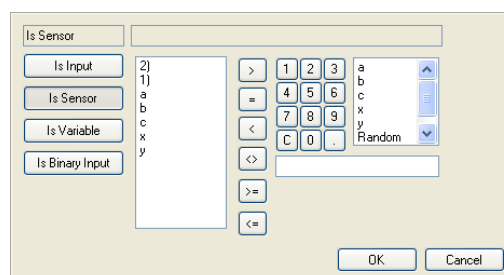 Is Sensor
Is Input
Is Sensor
Is Variable
Is Binary Input
2)
1)
a
b
c
x
y
>
=
<
<>
>=
<=
1 2 3
4 5 6
7 8 9
C 0 .
a
b
c
x
y
Random
OK Cancel